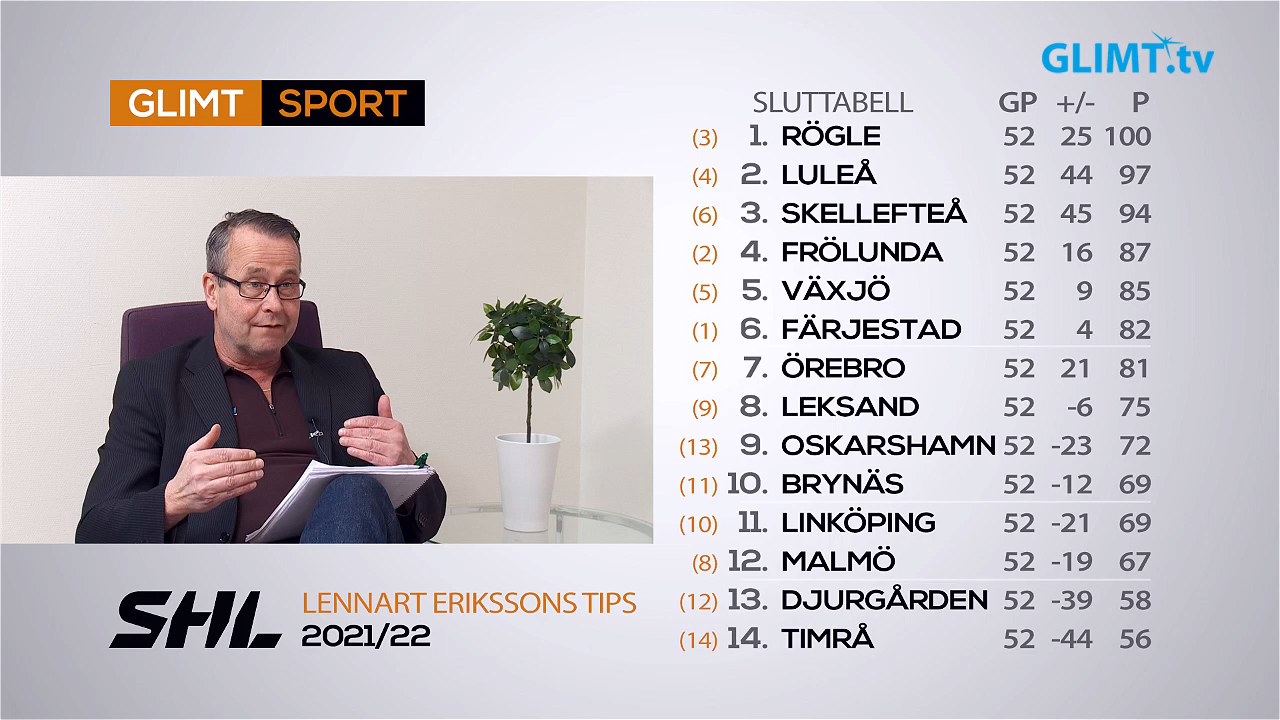 GLIMT.tv
GLIMT SPORT
SLUTTABELL GP +/- P
(3) 1. RÖGLE 52 25 100
(4) 2. LULEÅ 52 44 97
(6) 3. SKELLEFTEÅ 52 45 94
(2) 4. FRÖLUNDA 52 16 87
(5) 5. VÄXJÖ 52 9 85
(1) 6. FÄRJESTAD 52 4 82
(7) 7. ÖREBRO 52 21 81
(9) 8. LEKSAND 52 -6 75
(13) 9. OSKARSHAMN 52 -23 72
(11) 10. BRYNÄS 52 -12 69
(10) 11. LINKÖPING 52 -21 69
(8) 12. MALMÖ 52 -19 67
(12) 13. DJURGÅRDEN 52 -39 58
(14) 14. TIMRÅ 52 -44 56
SHL LENNART ERIKSSONS TIPS
2021/22